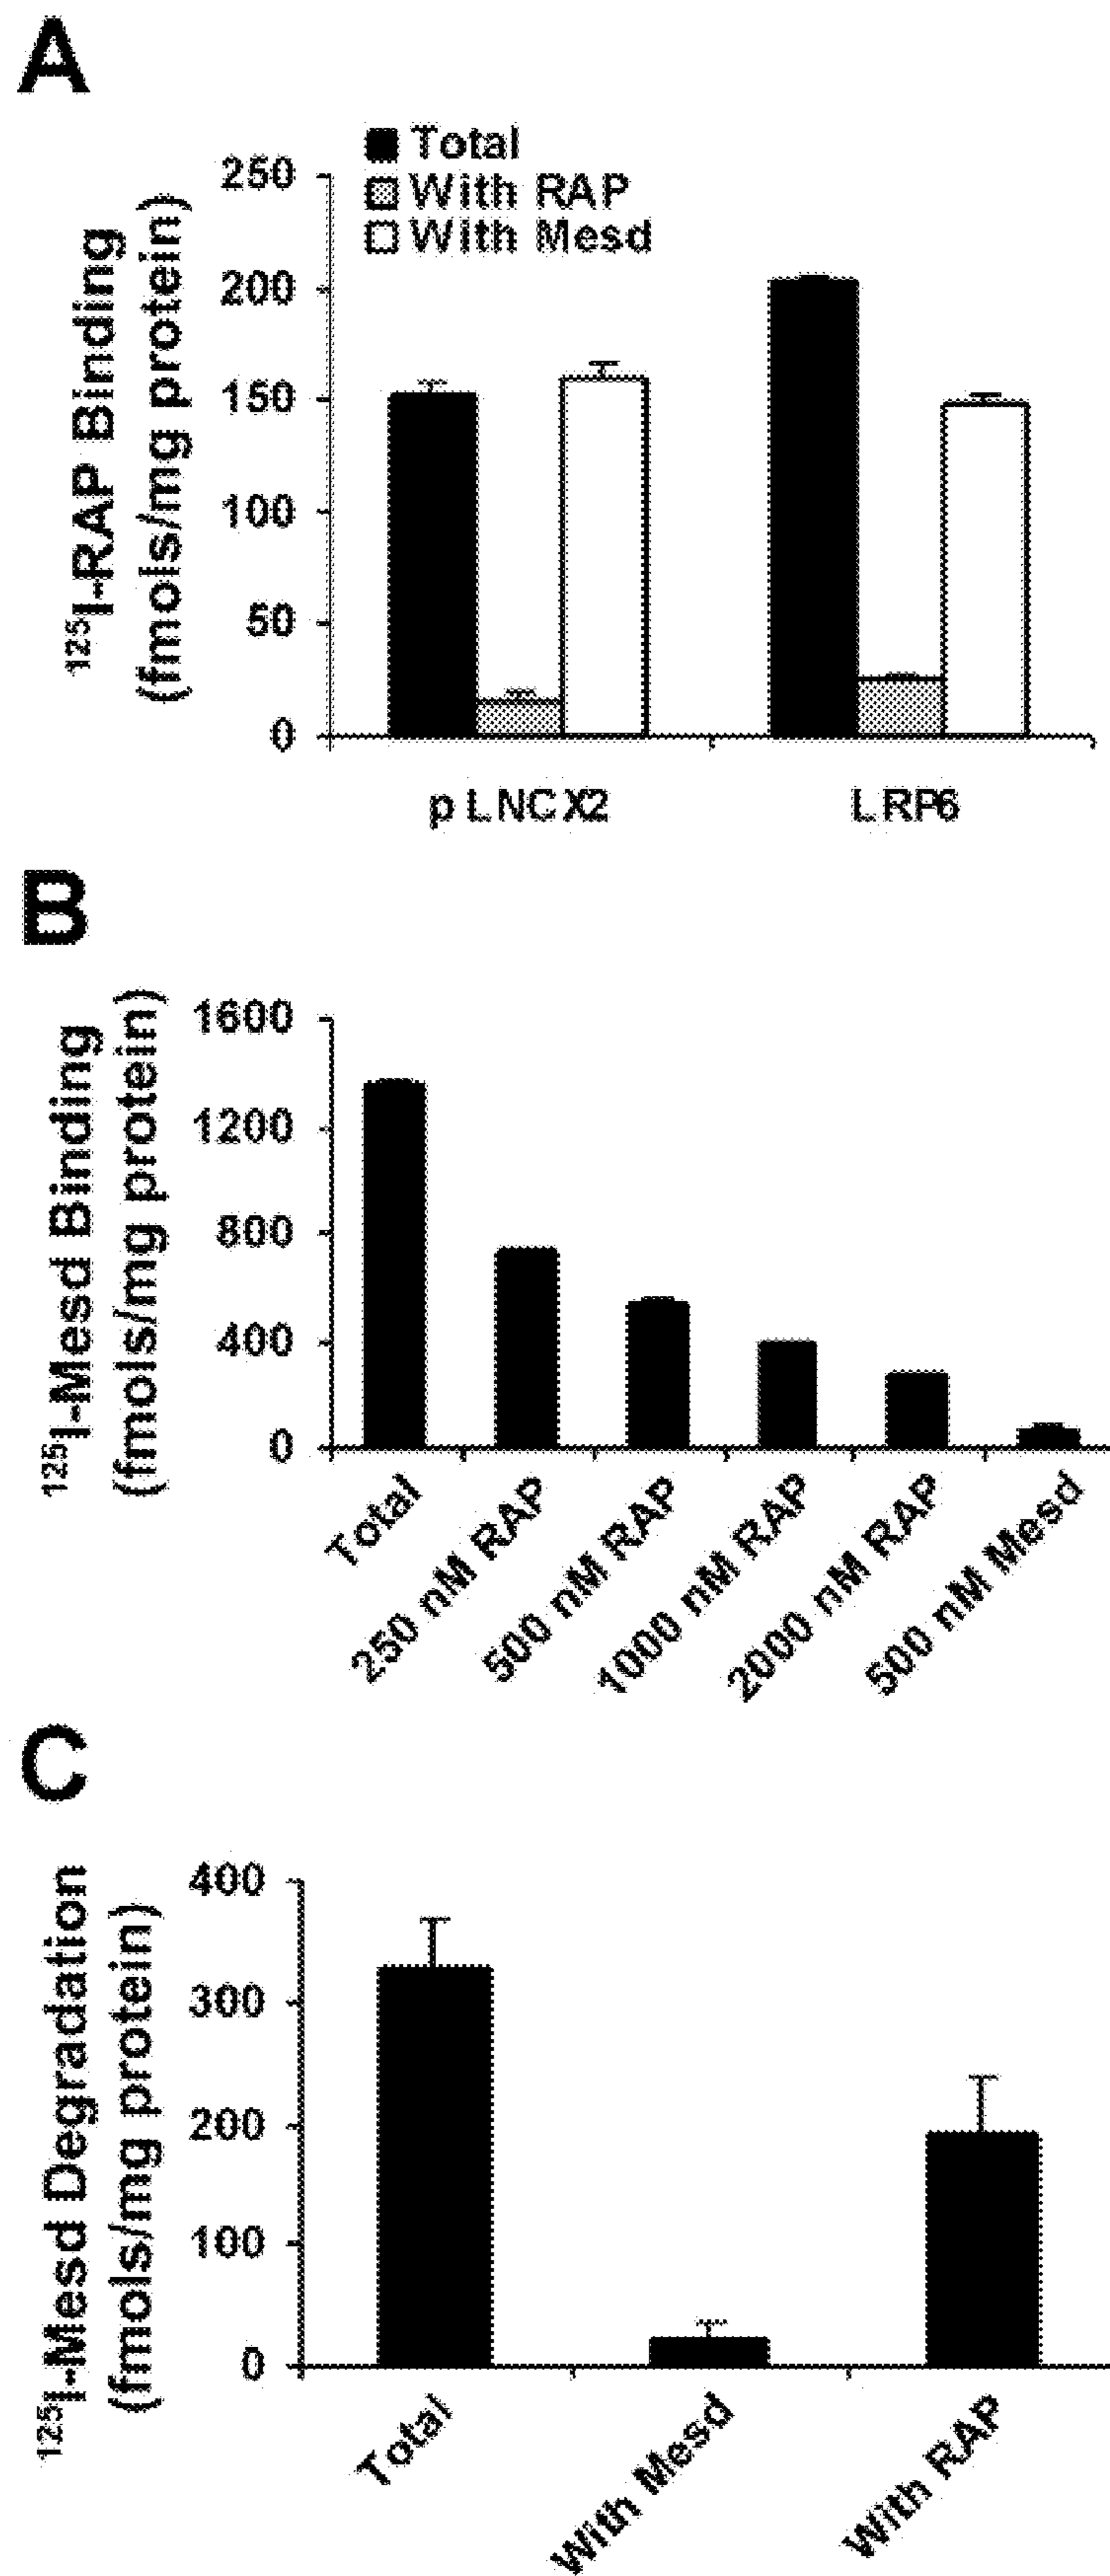 A
Total
With RAP
With Mesd
250
200
150
100
50
0
125I-RAP Binding
(fmols/mg protein)
pLNCX2
LRP6
B
1600
1200
800
400
0
125I-Mesd Binding
(fmols/mg protein)
Total
250 nM RAP
500 nM RAP
1000 nM RAP
2000 nM RAP
500 nM Mesd
C
400
300
200
100
0
125I-Mesd Degradation
(fmols/mg protein)
Total
With Mesd
With RAP